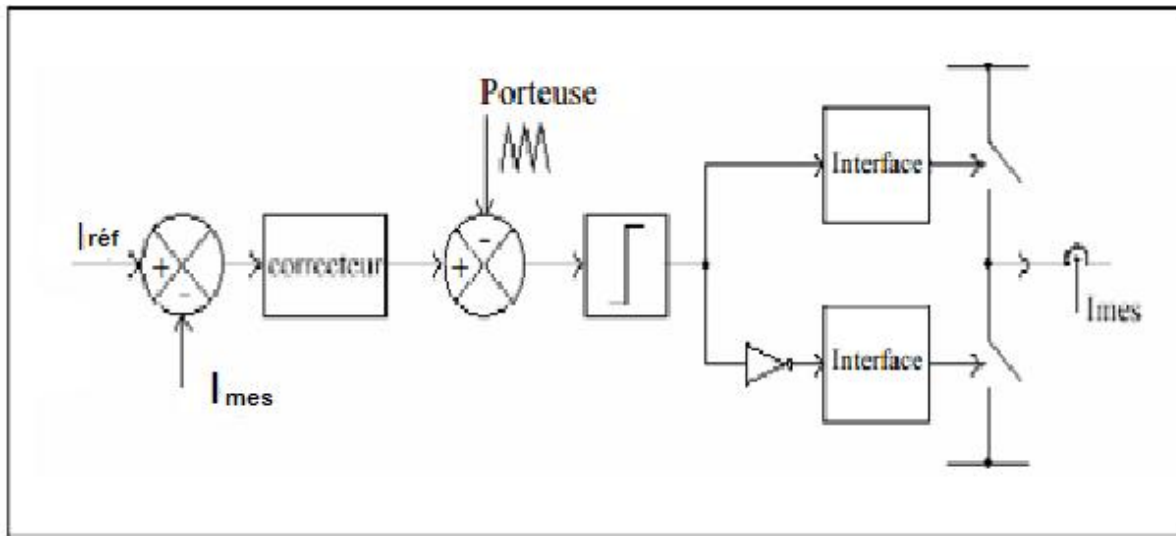 Porteuse
Interface
Iréf
correcteur
Interface
Imes
Imes